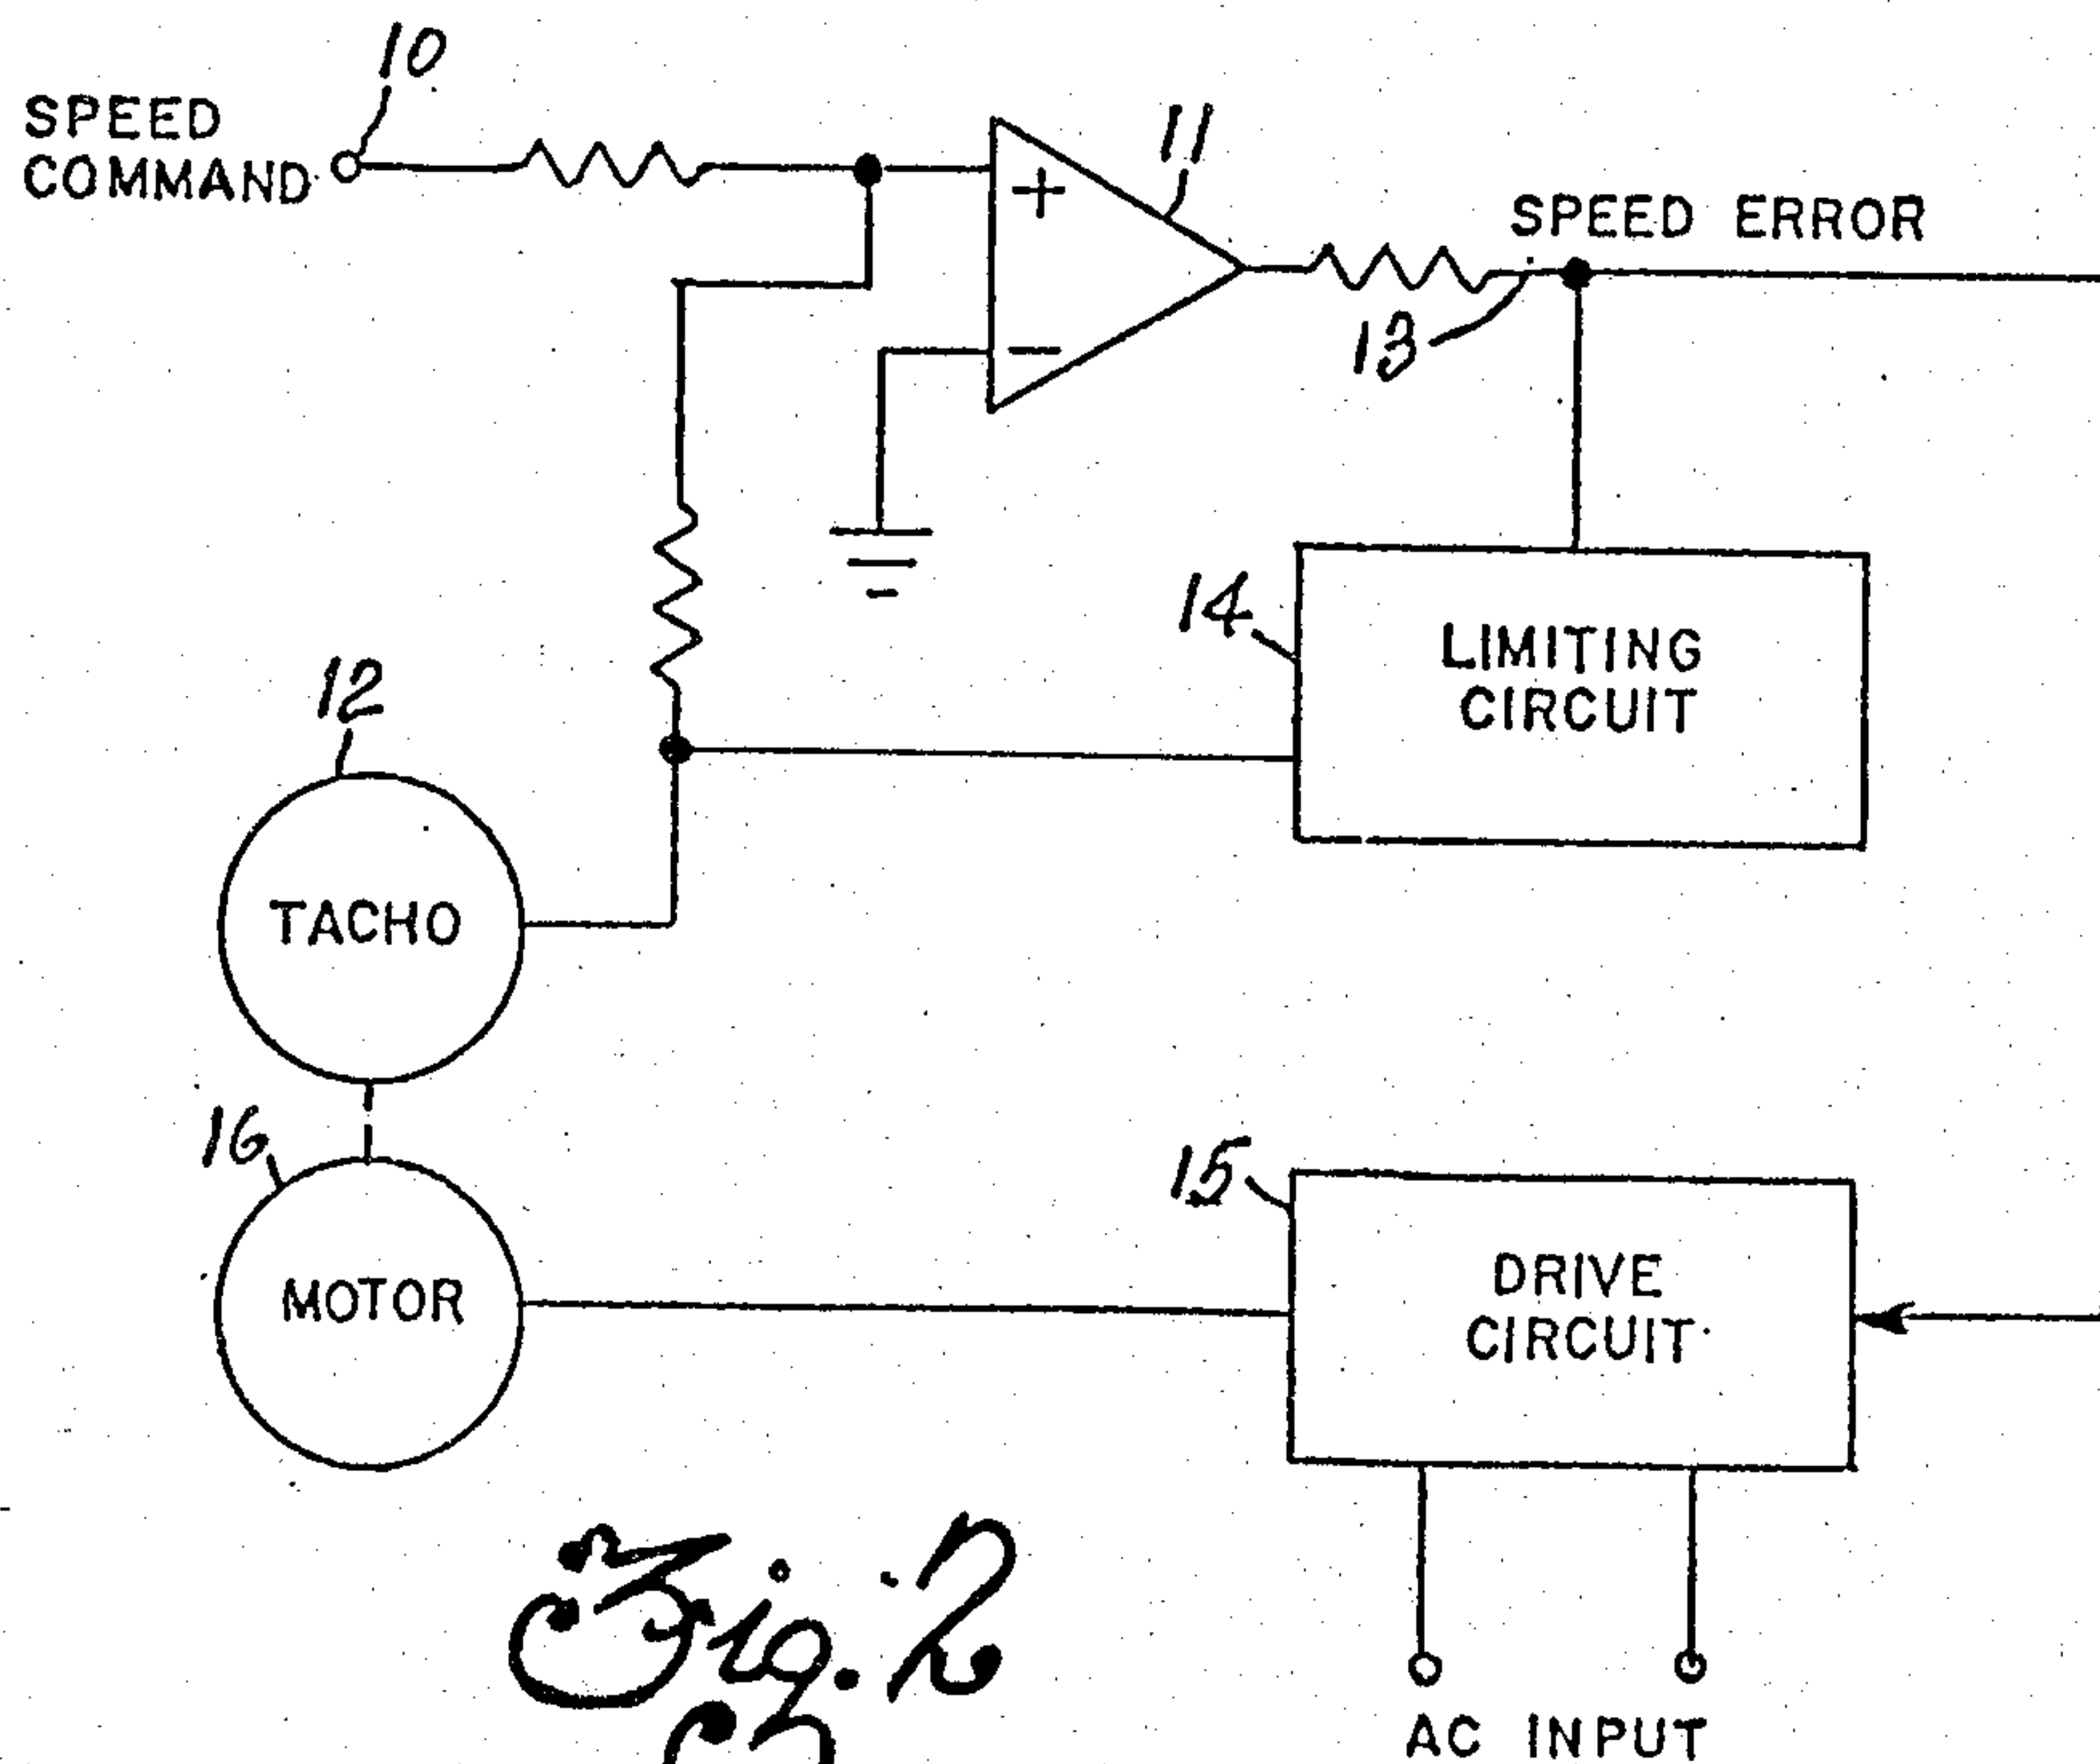 10
SPEED
COMMAND
11
+
−
SPEED ERROR
13
14
LIMITING
CIRCUIT
12
TACHO
16
MOTOR
15
DRIVE
CIRCUIT
Fig. 2
AC INPUT